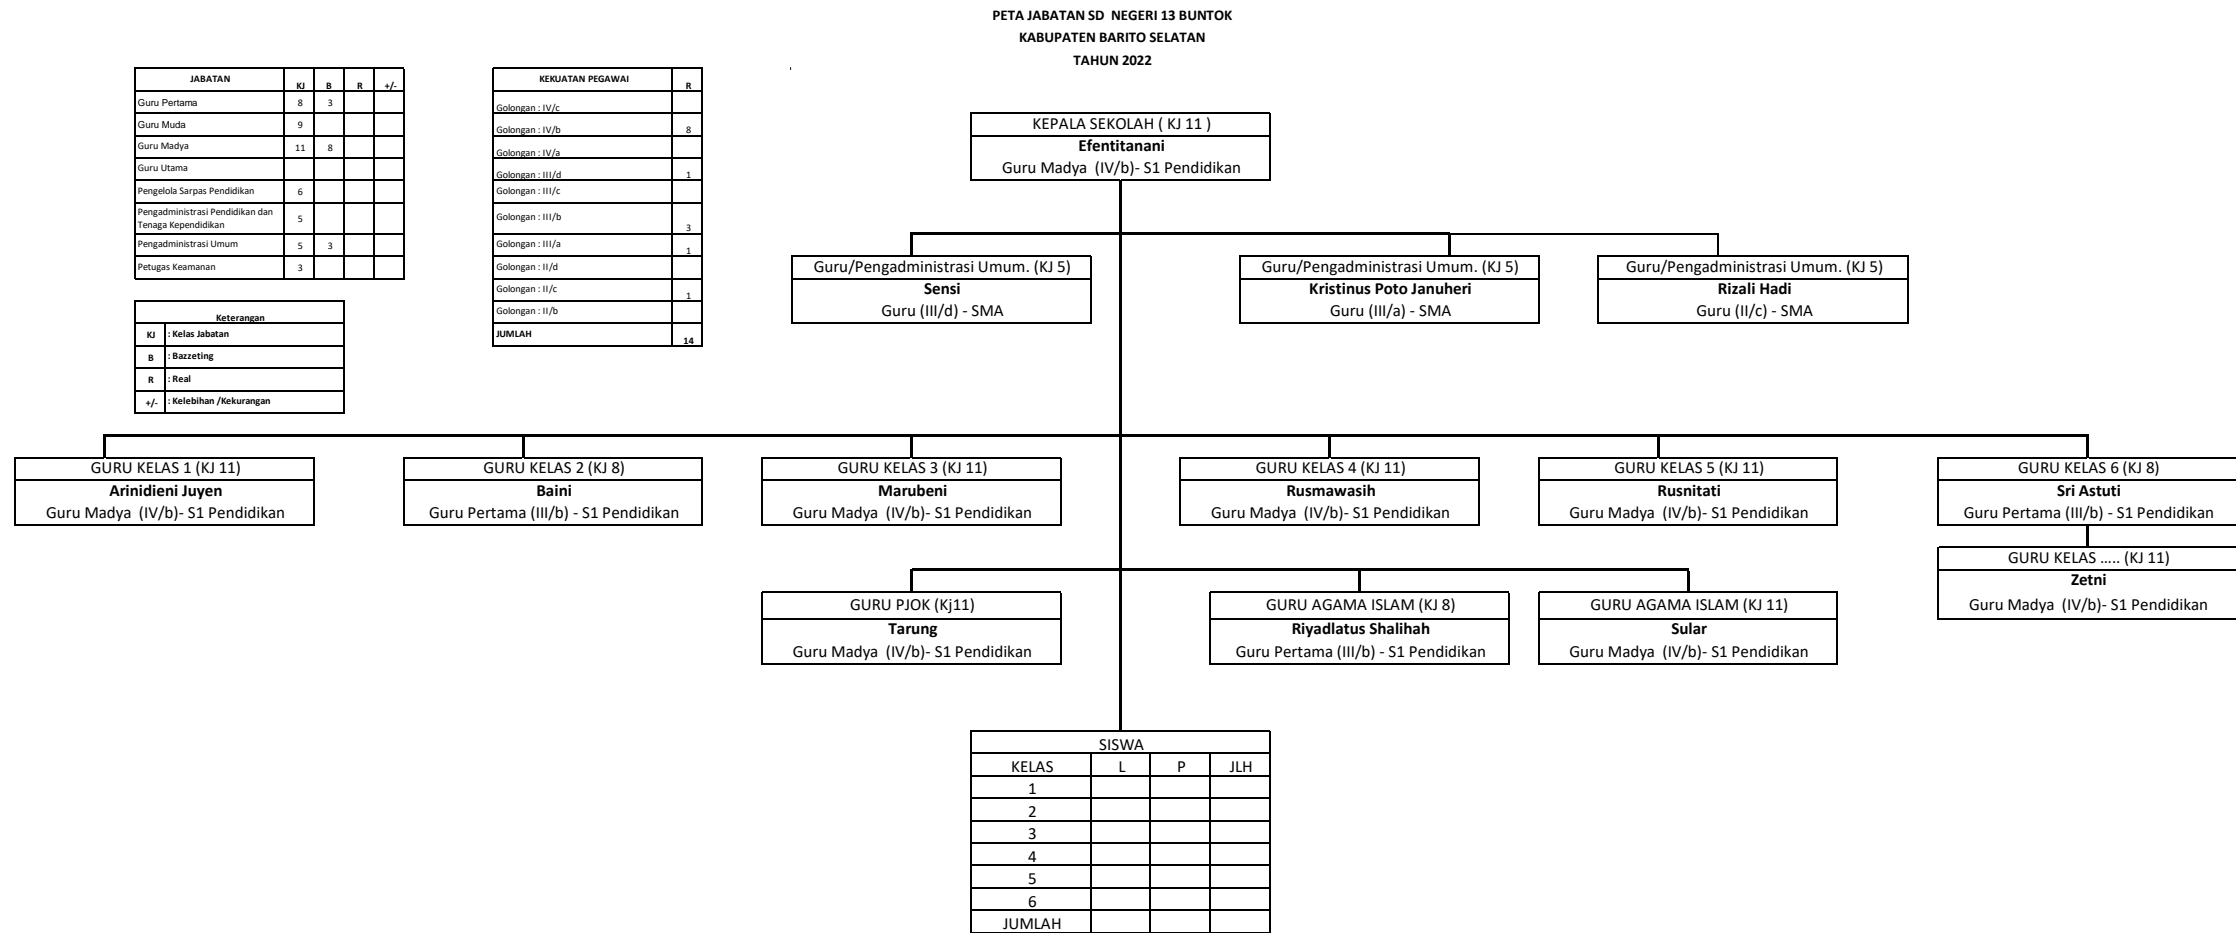 PETA JABATAN SD NEGERI 13 BUNTOK
KABUPATEN BARITO SELATAN
TAHUN 2022
JABATAN KJ B R +/-
Guru Pertama 8 3
Guru Muda 9
Guru Madya 11 8
Guru Utama
Pengelola Sarpas Pendidikan 6
Pengadministrasi Pendidikan dan
Tenaga Kependidikan 5
Pengadministrasi Umum 5 3
Petugas Keamanan 3
Keterangan
KJ : Kelas Jabatan
B : Bazzeting
R : Real
+/- : Kelebihan /Kekurangan
KEKUATAN PEGAWAI R
Golongan : IV/c
Golongan : IV/b 8
Golongan : IV/a
Golongan : III/d 1
Golongan : III/c
Golongan : III/b 3
Golongan : III/a 1
Golongan : II/d
Golongan : II/c 1
Golongan : II/b
JUMLAH 14
KEPALA SEKOLAH ( KJ 11 )
Efentitanani
Guru Madya (IV/b)- S1 Pendidikan
Guru/Pengadministrasi Umum. (KJ 5)
Sensi
Guru (III/d) - SMA
Guru/Pengadministrasi Umum. (KJ 5)
Kristinus Poto Januheri
Guru (III/a) - SMA
Guru/Pengadministrasi Umum. (KJ 5)
Rizali Hadi
Guru (II/c) - SMA
GURU KELAS 1 (KJ 11)
Arinidieni Juyen
Guru Madya (IV/b)- S1 Pendidikan
GURU KELAS 2 (KJ 8)
Baini
Guru Pertama (III/b) - S1 Pendidikan
GURU KELAS 3 (KJ 11)
Marubeni
Guru Madya (IV/b)- S1 Pendidikan
GURU KELAS 4 (KJ 11)
Rusmawasih
Guru Madya (IV/b)- S1 Pendidikan
GURU KELAS 5 (KJ 11)
Rusnitati
Guru Madya (IV/b)- S1 Pendidikan
GURU KELAS 6 (KJ 8)
Sri Astuti
Guru Pertama (III/b) - S1 Pendidikan
GURU KELAS ..... (KJ 11)
Zetni
Guru Madya (IV/b)- S1 Pendidikan
GURU PJOK (Kj11)
Tarung
Guru Madya (IV/b)- S1 Pendidikan
GURU AGAMA ISLAM (KJ 8)
Riyadlatus Shalihah
Guru Pertama (III/b) - S1 Pendidikan
GURU AGAMA ISLAM (KJ 11)
Sular
Guru Madya (IV/b)- S1 Pendidikan
SISWA
KELAS L P JLH
1
2
3
4
5
6
JUMLAH